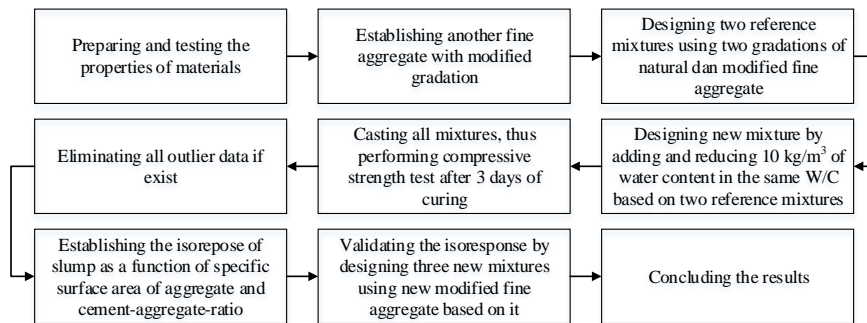 Preparing and testing the
properties of materials
Establishing another fine
aggregate with modified
gradation
Designing two reference
mixtures using two gradations of
natural dan modified fine
aggregate
Designing new mixture by
adding and reducing 10 kg/m³ of
water content in the same W/C
based on two reference mixtures
Casting all mixtures, thus
performing compressive
strength test after 3 days of
curing
Eliminating all outlier data if
exist
Establishing the isorepose of
slump as a function of specific
surface area of aggregate and
cement-aggregate-ratio
Validating the isoresponse by
designing three new mixtures
using new modified fine
aggregate based on it
Concluding the results